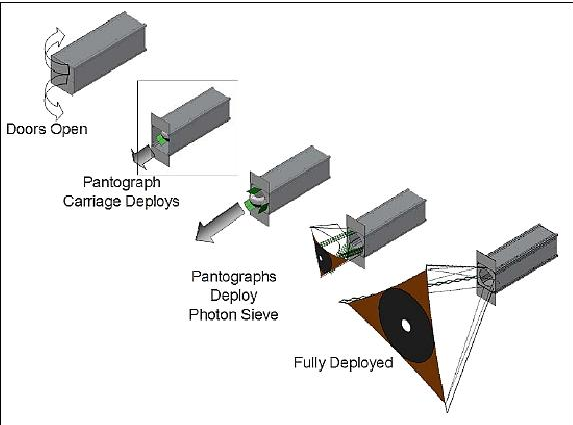 Doors Open
Pantograph
Carriage Deploys
Pantographs
Deploy
Photon Sieve
Fully Deployed